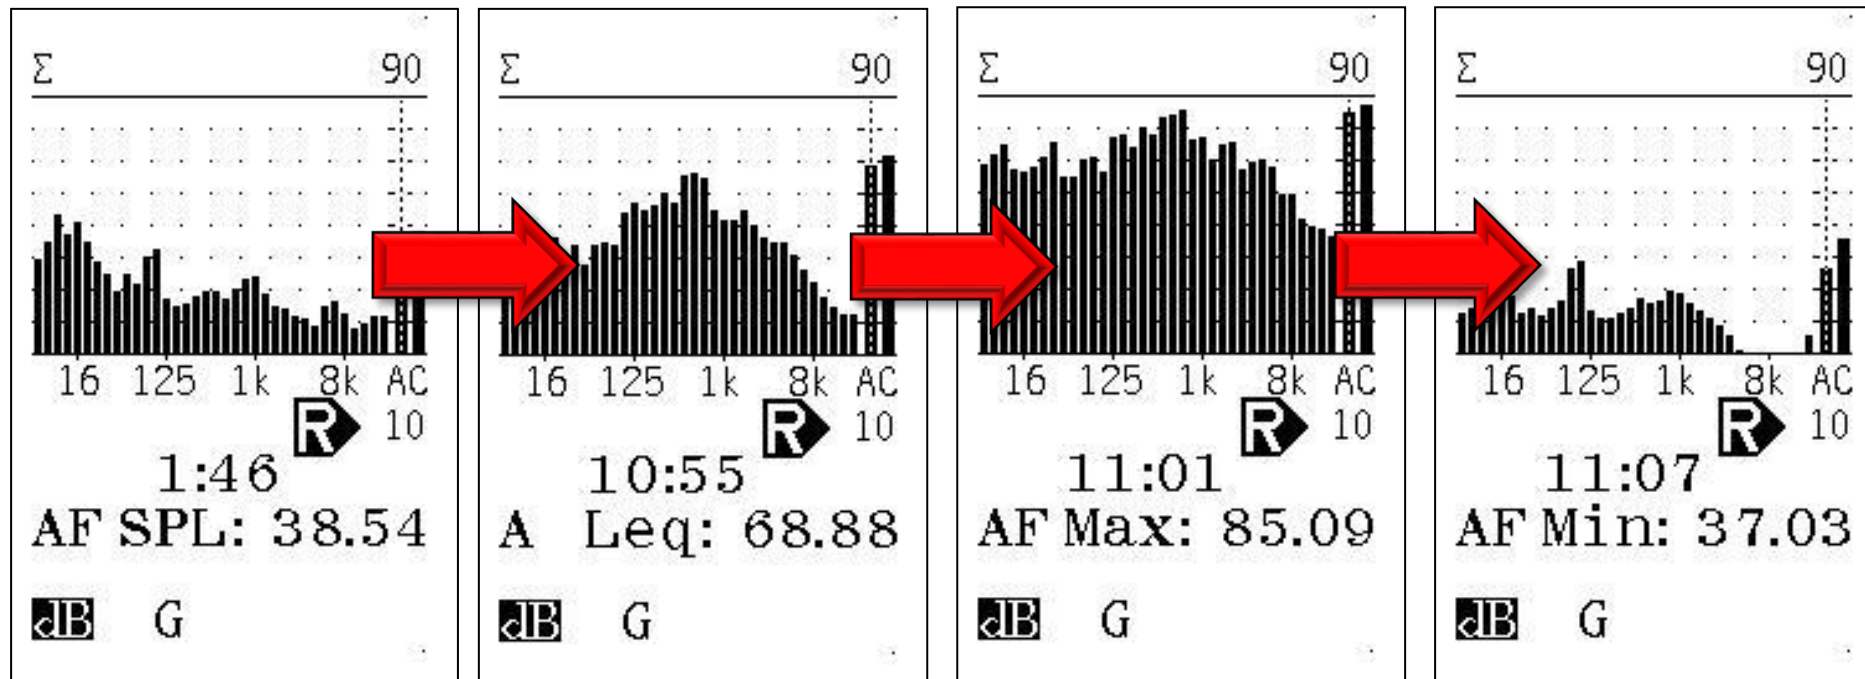 Σ 90
16 125 1k 8k AC
R 10
1:46
AF SPL: 38.54
dB G
Σ 90
16 125 1k 8k AC
R 10
10:55
A Leq: 68.88
dB G
Σ 90
16 125 1k 8k AC
R 10
11:01
AF Max: 85.09
dB G
Σ 90
16 125 1k 8k AC
R 10
11:07
AF Min: 37.03
dB G